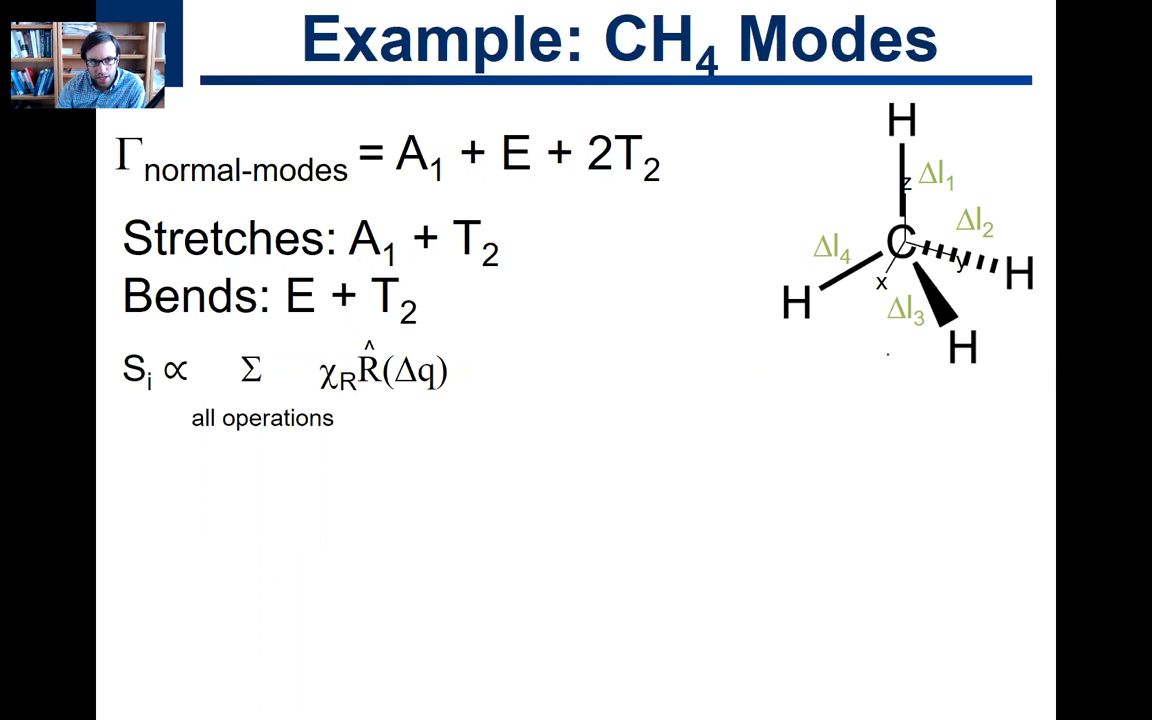 Example: CH₄ Modes
Γnormal-modes = A₁ + E + 2T₂
Stretches: A₁ + T₂
Bends: E + T₂
Sᵢ ∝ Σ χR R̂(Δq)
all operations
H
Δl₁
z
Δl₂
Δl₄
C
y
H
x
H
Δl₃
H